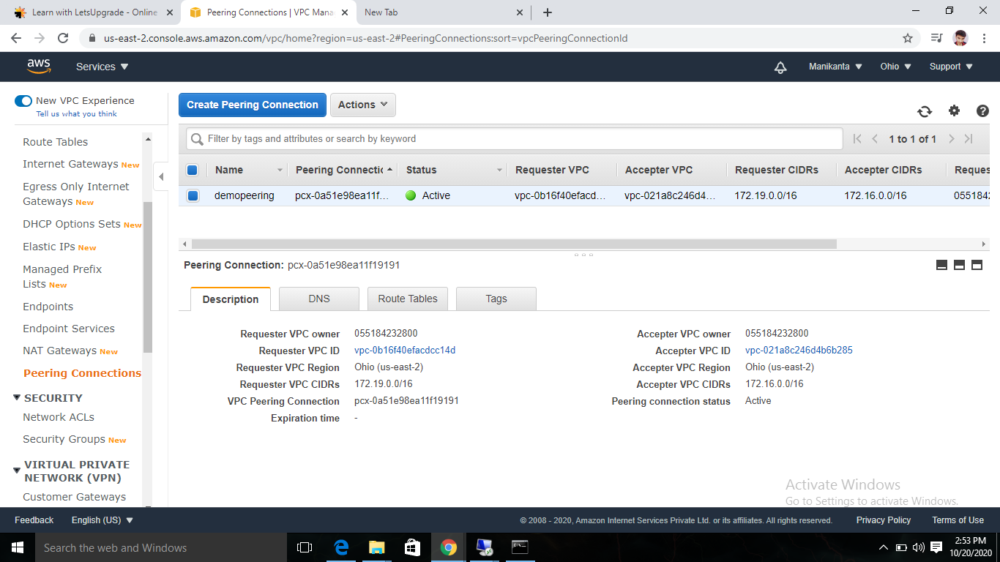 Learn with LetsUpgrade - Online
Peering Connections | VPC Mana
New Tab
us-east-2.console.aws.amazon.com/vpc/home?region=us-east-2#PeeringConnections:sort=vpcPeeringConnectionId
aws Services Manikanta Ohio Support
New VPC Experience
Tell us what you think
Route Tables
Internet Gateways New
Egress Only Internet
Gateways New
DHCP Options Sets New
Elastic IPs New
Managed Prefix
Lists New
Endpoints
Endpoint Services
NAT Gateways New
Peering Connections
SECURITY
Network ACLs
Security Groups New
VIRTUAL PRIVATE
NETWORK (VPN)
Customer Gateways
Create Peering Connection Actions
Filter by tags and attributes or search by keyword 1 to 1 of 1
Name Peering Connectic Status Requester VPC Accepter VPC Requester CIDRs Accepter CIDRs Reques
demopeering pcx-0a51e98ea11f... Active vpc-0b16f40efacd... vpc-021a8c246d4... 172.19.0.0/16 172.16.0.0/16 055184
Peering Connection: pcx-0a51e98ea11f19191
Description DNS Route Tables Tags
Requester VPC owner 055184232800 Accepter VPC owner 055184232800
Requester VPC ID vpc-0b16f40efacdcc14d Accepter VPC ID vpc-021a8c246d4b6b285
Requester VPC Region Ohio (us-east-2) Accepter VPC Region Ohio (us-east-2)
Requester VPC CIDRs 172.19.0.0/16 Accepter VPC CIDRs 172.16.0.0/16
VPC Peering Connection pcx-0a51e98ea11f19191 Peering connection status Active
Expiration time -
Activate Windows
Go to Settings to activate Windows.
Feedback English (US) © 2008 - 2020, Amazon Internet Services Private Ltd. or its affiliates. All rights reserved. Privacy Policy Terms of Use
Search the web and Windows
2:53 PM
10/20/2020